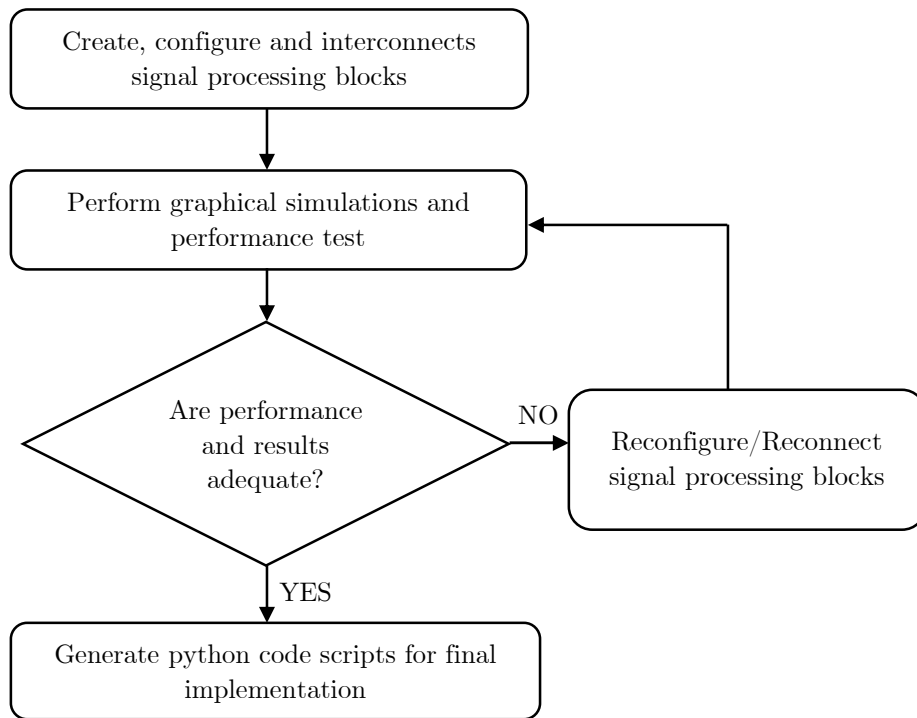 Create, configure and interconnects
signal processing blocks
Perform graphical simulations and
performance test
Are performance
and results
adequate?
NO
Reconfigure/Reconnect
signal processing blocks
YES
Generate python code scripts for final
implementation